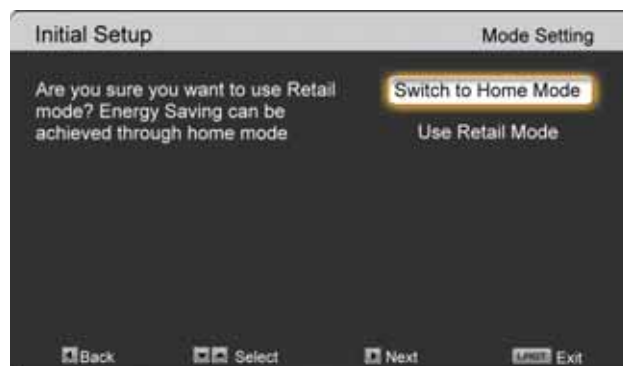 Initial Setup
Mode Setting
Are you sure you want to use Retail
mode? Energy Saving can be
achieved through home mode
Switch to Home Mode
Use Retail Mode
Back Select Next Exit